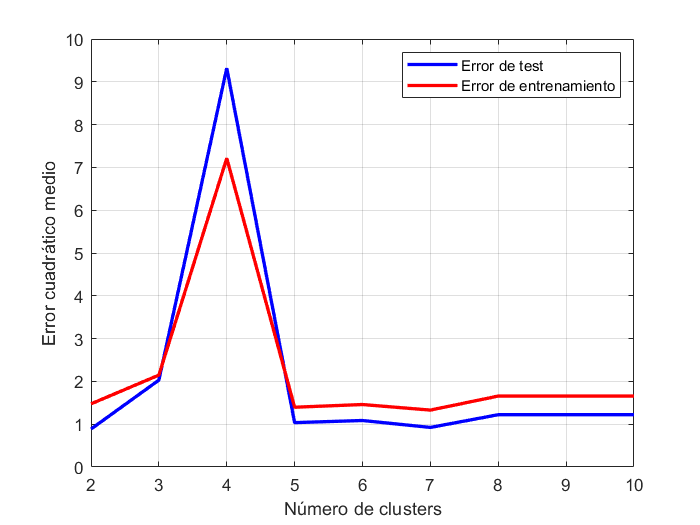 10
9
8
7
6
5
4
3
2
1
0
Error cuadrático medio
Error de test
Error de entrenamiento
2 3 4 5 6 7 8 9 10
Número de clusters